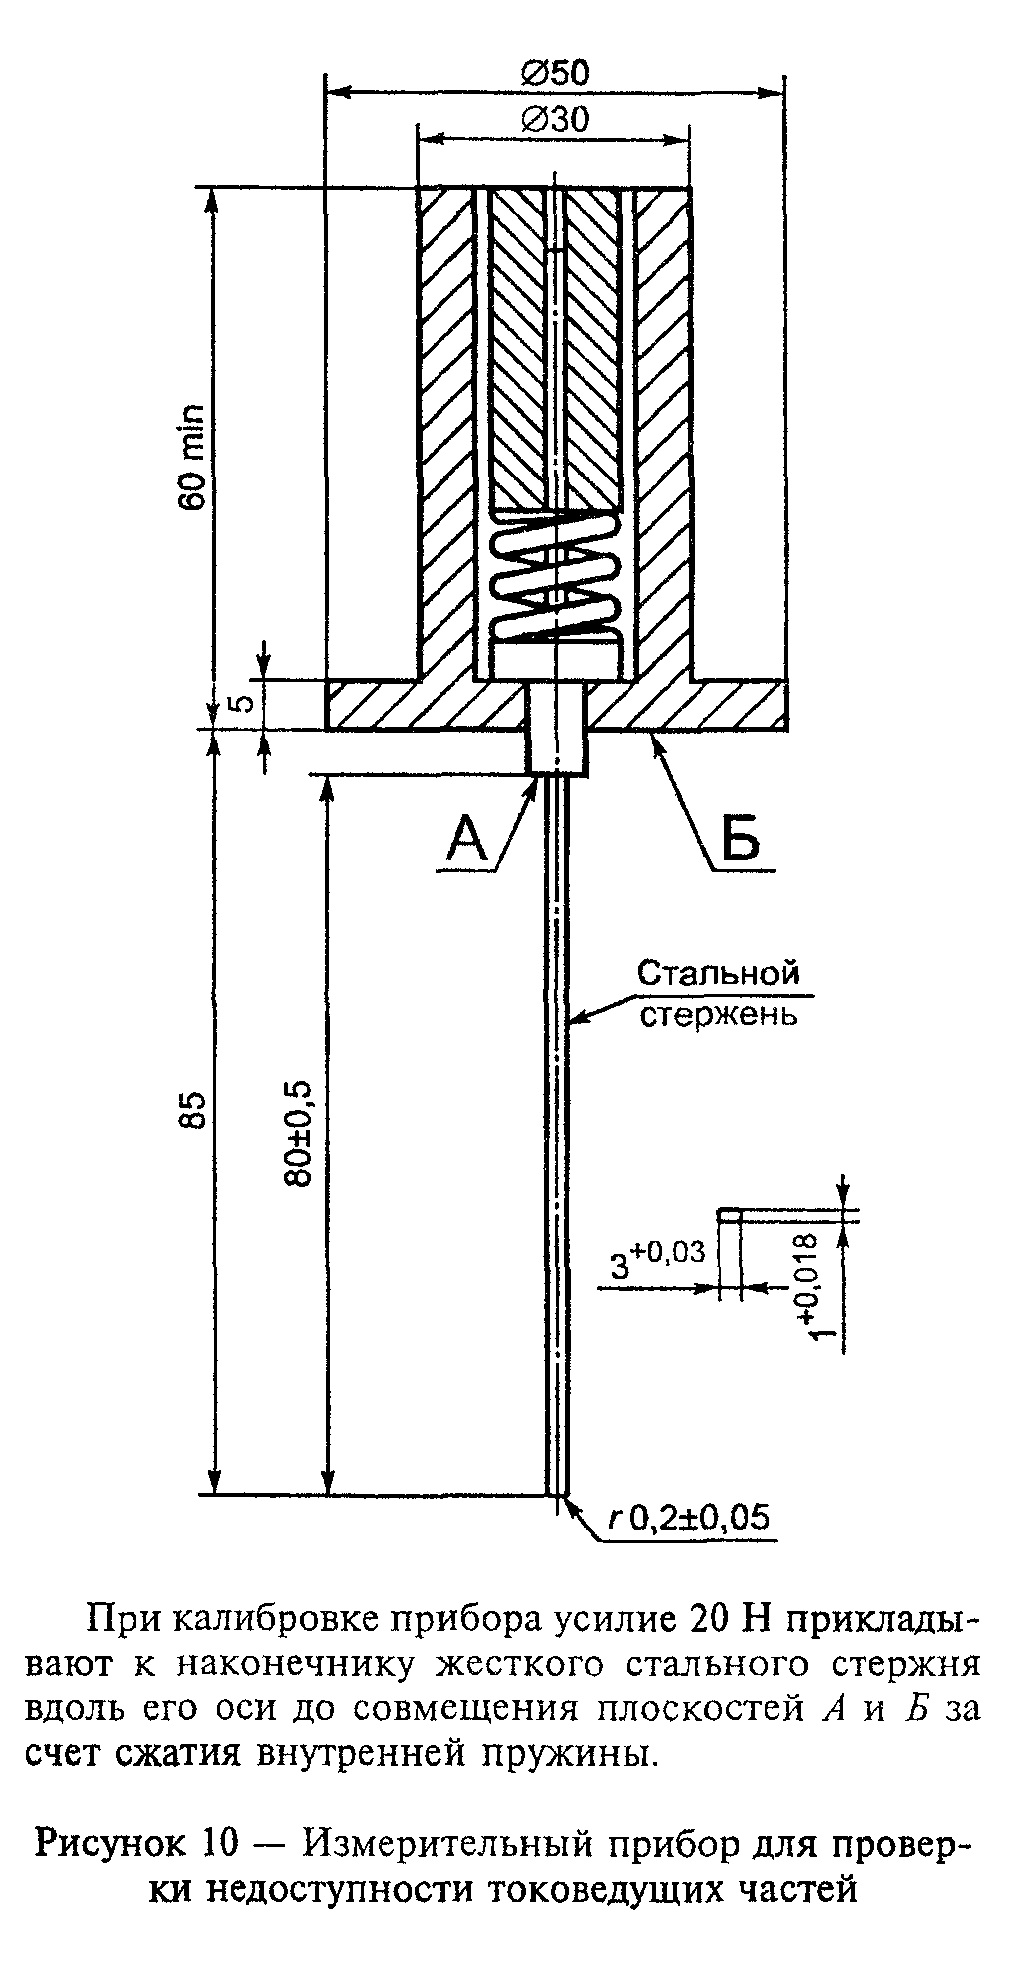 Ø50
Ø30
60 min
5
А
Б
Стальной
стержень
85
80±0,5
3+0,03
1+0,018
r 0,2±0,05
При калибровке прибора усилие 20 Н приклады-
вают к наконечнику жесткого стального стержня
вдоль его оси до совмещения плоскостей А и Б за
счет сжатия внутренней пружины.
Рисунок 10 — Измерительный прибор для провер-
ки недоступности токоведущих частей